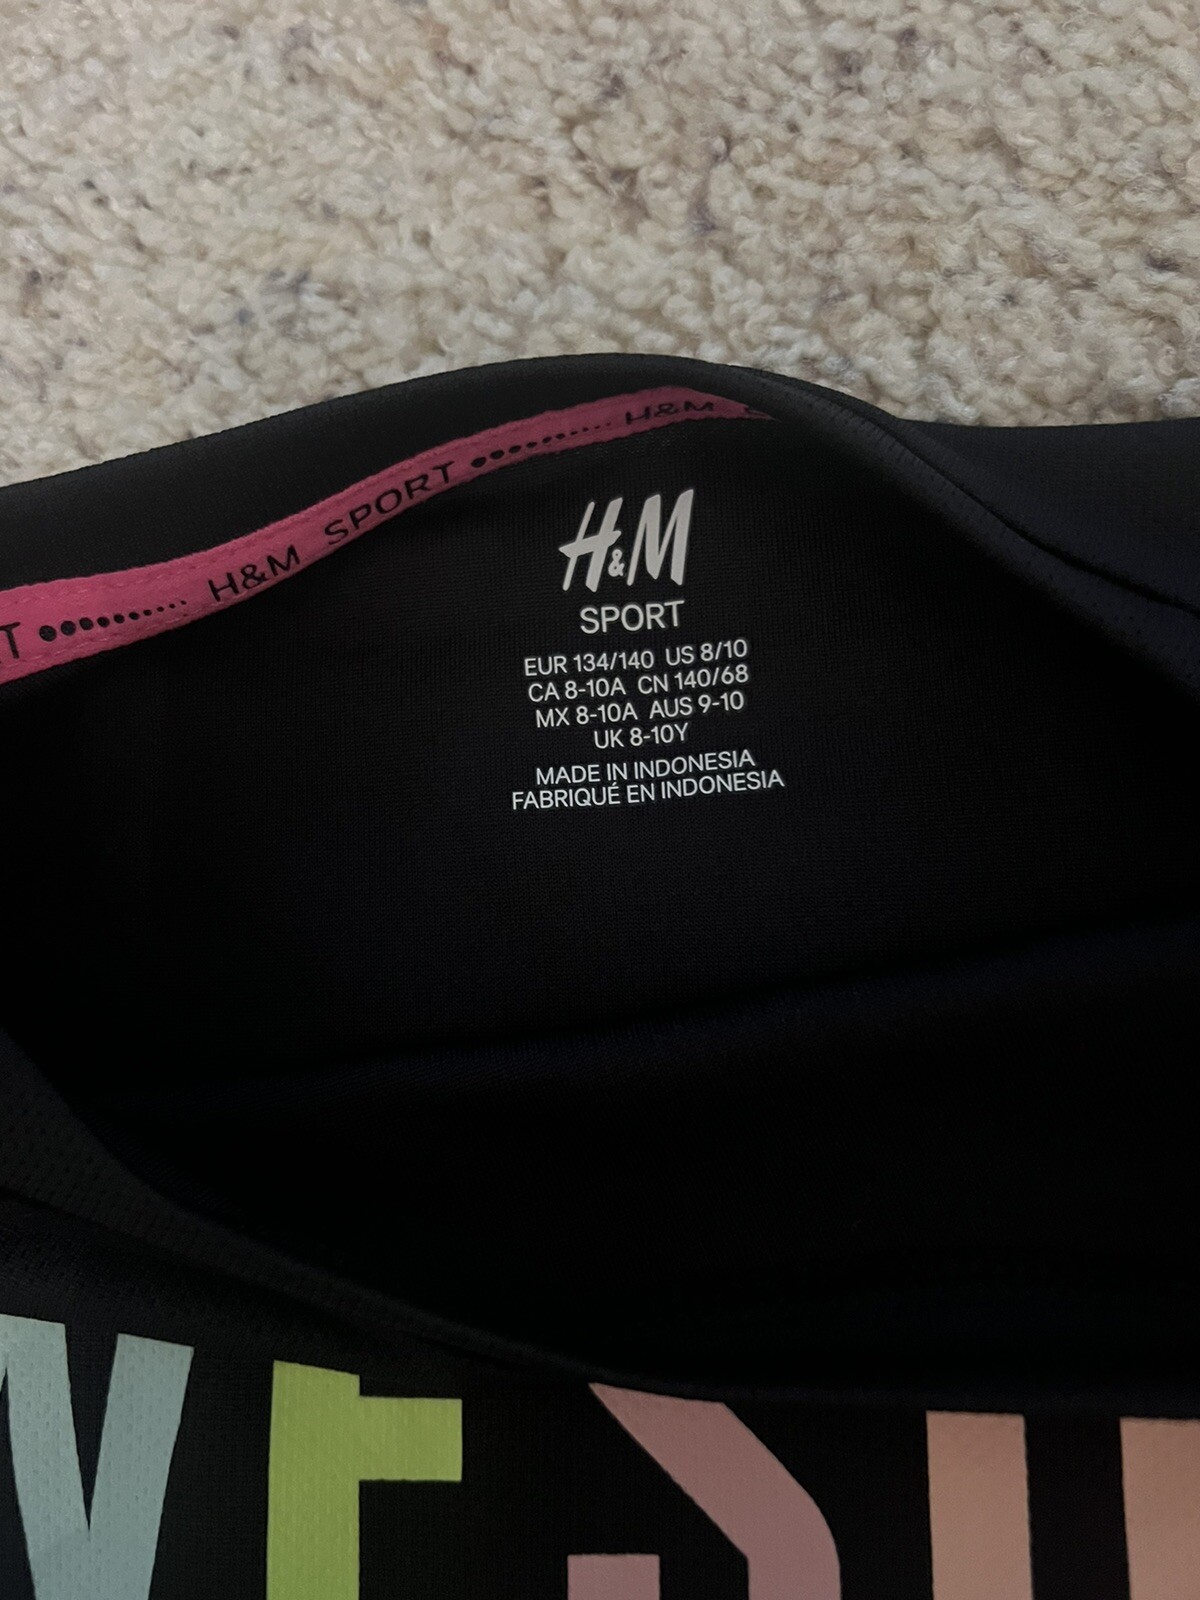 T •••••••••• H&M SPORT •••••••••• H&M
H&M
SPORT
EUR 134/140 US 8/10
CA 8-10A CN 140/68
MX 8-10A AUS 9-10
UK 8-10Y
MADE IN INDONESIA
FABRIQUÉ EN INDONESIA